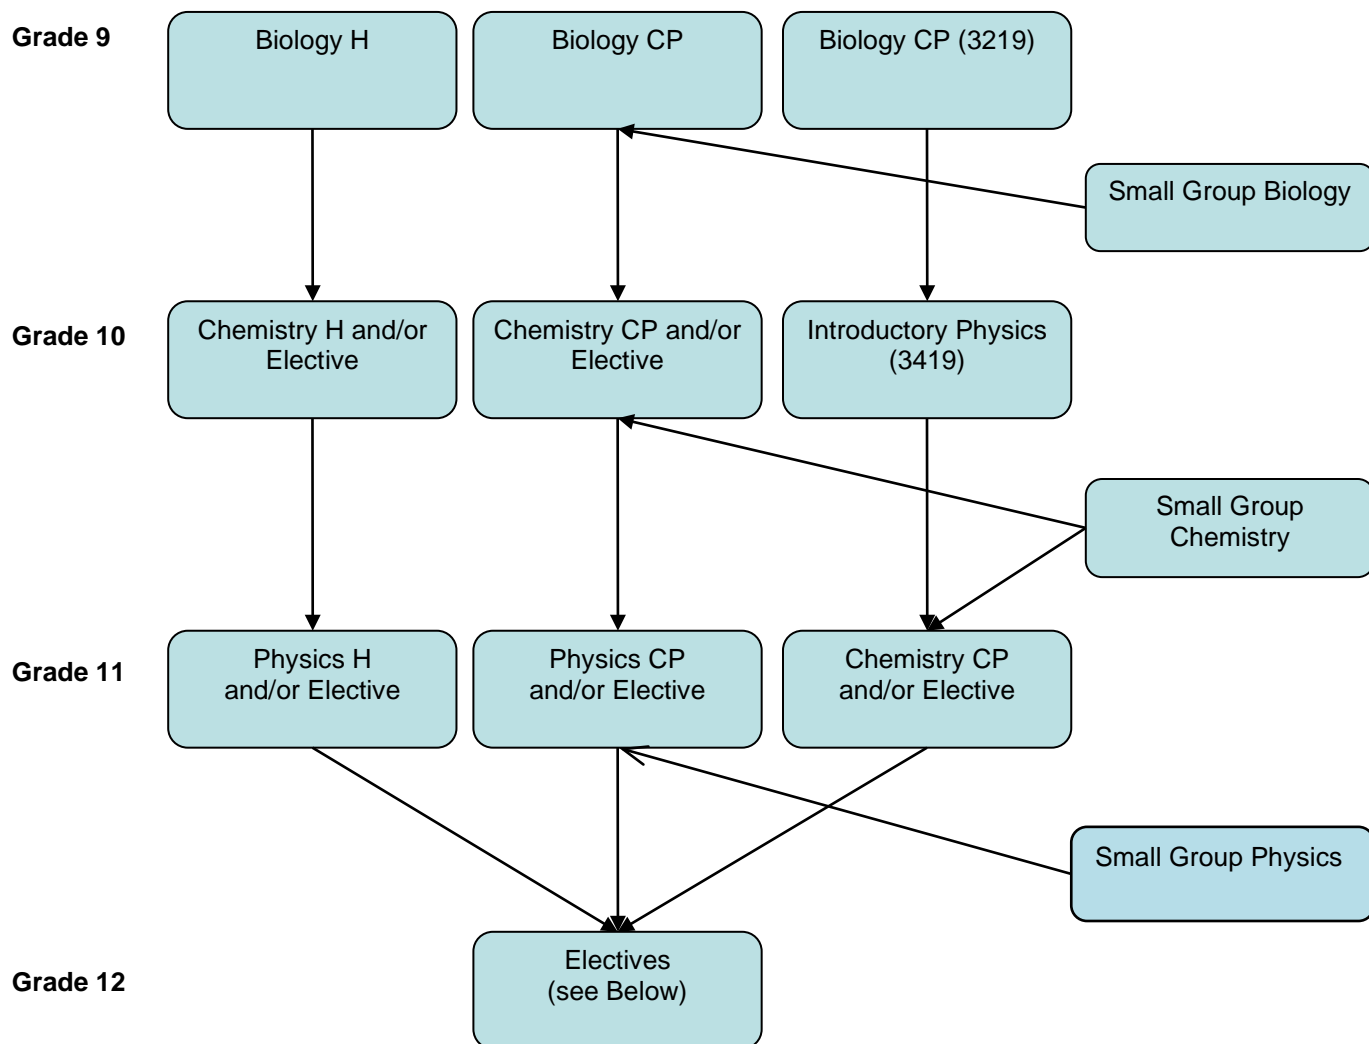 Grade 9
Biology H
Biology CP
Biology CP (3219)
Small Group Biology
Grade 10
Chemistry H and/or
Elective
Chemistry CP and/or
Elective
Introductory Physics
(3419)
Small Group
Chemistry
Grade 11
Physics H
and/or Elective
Physics CP
and/or Elective
Chemistry CP
and/or Elective
Small Group Physics
Grade 12
Electives
(see Below)